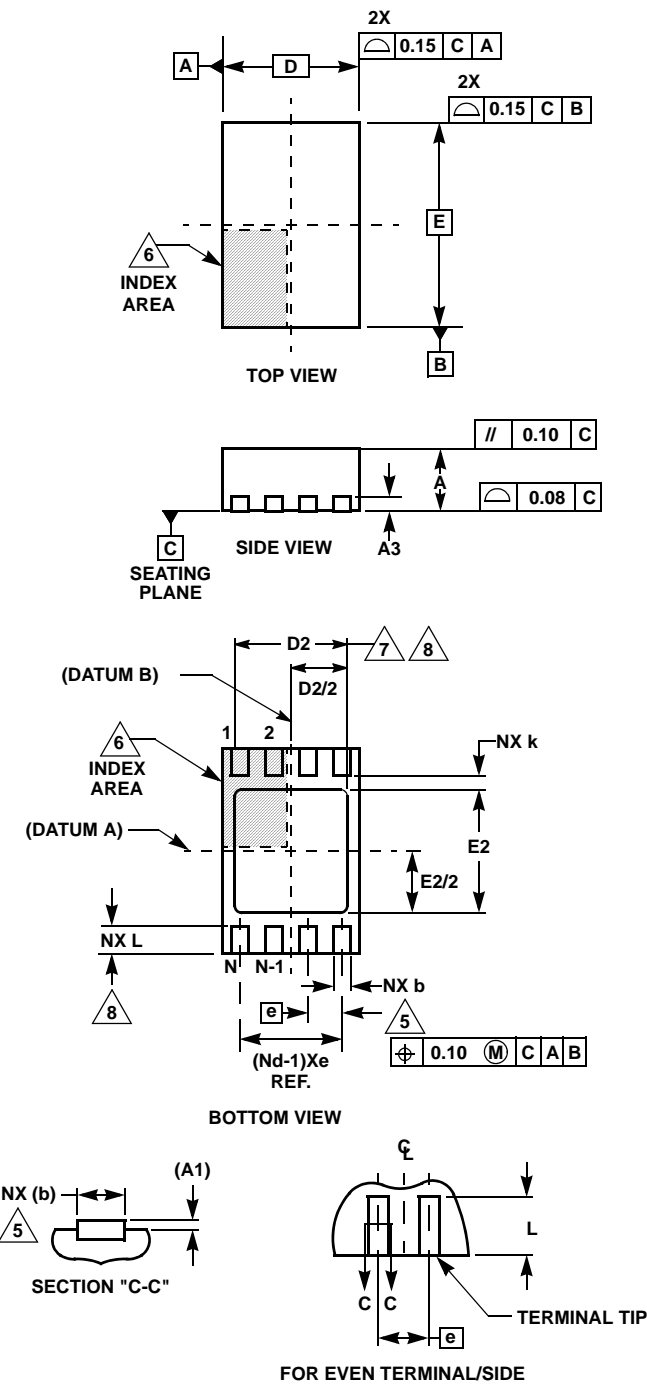 2X
⌓ 0.15 C A
A
D
2X
⌓ 0.15 C B
E
6
INDEX
AREA
B
TOP VIEW
// 0.10 C
A
⌓ 0.08 C
C
SIDE VIEW
A3
SEATING
PLANE
D2
7
8
(DATUM B)
D2/2
1
2
6
INDEX
AREA
NX k
(DATUM A)
E2
E2/2
NX L
N
N-1
NX b
8
e
5
(Nd-1)Xe
REF.
⌖ 0.10 Ⓜ C A B
BOTTOM VIEW
(A1)
NX (b)
5
SECTION "C-C"
℄
L
C
C
TERMINAL TIP
e
FOR EVEN TERMINAL/SIDE